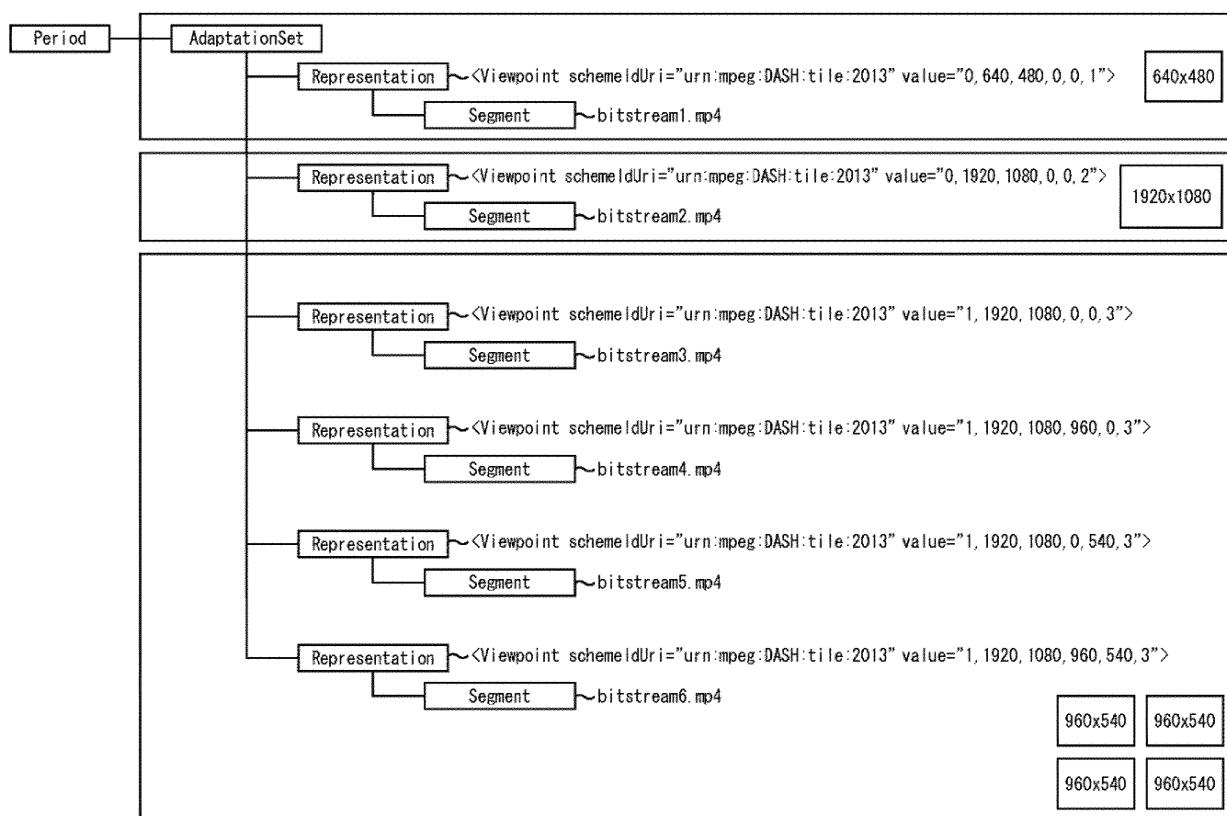 Period
AdaptationSet
Representation <Viewpoint schemeIdUri="urn:mpeg:DASH:tile:2013" value="0, 640, 480, 0, 0, 1">
640x480
Segment bitstream1.mp4
Representation <Viewpoint schemeIdUri="urn:mpeg:DASH:tile:2013" value="0, 1920, 1080, 0, 0, 2">
1920x1080
Segment bitstream2.mp4
Representation <Viewpoint schemeIdUri="urn:mpeg:DASH:tile:2013" value="1, 1920, 1080, 0, 0, 3">
Segment bitstream3.mp4
Representation <Viewpoint schemeIdUri="urn:mpeg:DASH:tile:2013" value="1, 1920, 1080, 960, 0, 3">
Segment bitstream4.mp4
Representation <Viewpoint schemeIdUri="urn:mpeg:DASH:tile:2013" value="1, 1920, 1080, 0, 540, 3">
Segment bitstream5.mp4
Representation <Viewpoint schemeIdUri="urn:mpeg:DASH:tile:2013" value="1, 1920, 1080, 960, 540, 3">
Segment bitstream6.mp4
960x540 960x540
960x540 960x540